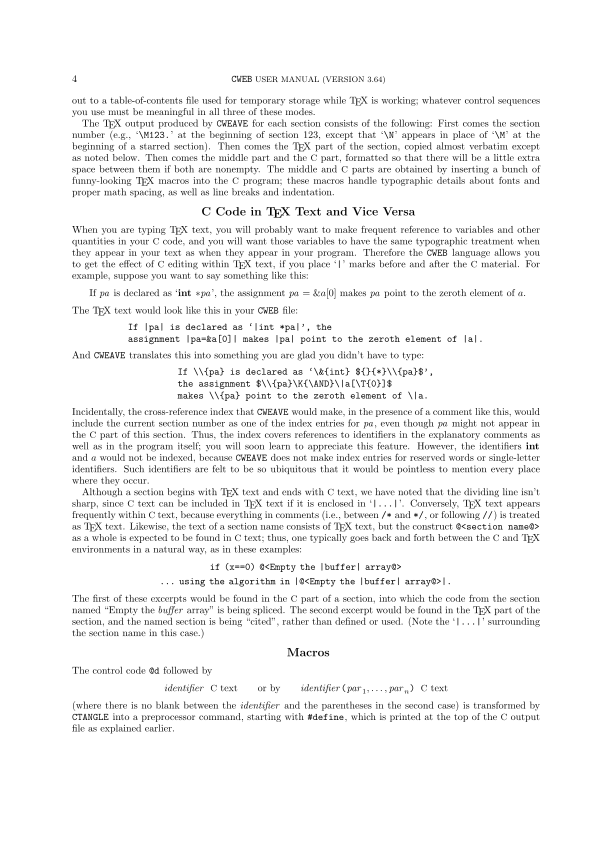 4 CWEB USER MANUAL (VERSION 3.64)
out to a table-of-contents file used for temporary storage while TEX is working; whatever control sequences
you use must be meaningful in all three of these modes.
The TEX output produced by CWEAVE for each section consists of the following: First comes the section
number (e.g., ‘\M123.’ at the beginning of section 123, except that ‘\N’ appears in place of ‘\M’ at the
beginning of a starred section). Then comes the TEX part of the section, copied almost verbatim except
as noted below. Then comes the middle part and the C part, formatted so that there will be a little extra
space between them if both are nonempty. The middle and C parts are obtained by inserting a bunch of
funny-looking TEX macros into the C program; these macros handle typographic details about fonts and
proper math spacing, as well as line breaks and indentation.
C Code in TEX Text and Vice Versa
When you are typing TEX text, you will probably want to make frequent reference to variables and other
quantities in your C code, and you will want those variables to have the same typographic treatment when
they appear in your text as when they appear in your program. Therefore the CWEB language allows you
to get the effect of C editing within TEX text, if you place ‘|’ marks before and after the C material. For
example, suppose you want to say something like this:
If pa is declared as ‘int ∗pa’, the assignment pa = &a[0] makes pa point to the zeroth element of a.
The TEX text would look like this in your CWEB file:
If |pa| is declared as ‘|int *pa|’, the
assignment |pa=&a[0]| makes |pa| point to the zeroth element of |a|.
And CWEAVE translates this into something you are glad you didn’t have to type:
If \\{pa} is declared as ‘\&{int} ${}{*}\\{pa}$’,
the assignment $\\{pa}\K{\AND}\|a[\T{0}]$
makes \\{pa} point to the zeroth element of \|a.
Incidentally, the cross-reference index that CWEAVE would make, in the presence of a comment like this, would
include the current section number as one of the index entries for pa, even though pa might not appear in
the C part of this section. Thus, the index covers references to identifiers in the explanatory comments as
well as in the program itself; you will soon learn to appreciate this feature. However, the identifiers int
and a would not be indexed, because CWEAVE does not make index entries for reserved words or single-letter
identifiers. Such identifiers are felt to be so ubiquitous that it would be pointless to mention every place
where they occur.
Although a section begins with TEX text and ends with C text, we have noted that the dividing line isn’t
sharp, since C text can be included in TEX text if it is enclosed in ‘|...|’. Conversely, TEX text appears
frequently within C text, because everything in comments (i.e., between /* and */, or following //) is treated
as TEX text. Likewise, the text of a section name consists of TEX text, but the construct @<section name@>
as a whole is expected to be found in C text; thus, one typically goes back and forth between the C and TEX
environments in a natural way, as in these examples:
if (x==0) @<Empty the |buffer| array@>
... using the algorithm in |@<Empty the |buffer| array@>|.
The first of these excerpts would be found in the C part of a section, into which the code from the section
named “Empty the buffer array” is being spliced. The second excerpt would be found in the TEX part of the
section, and the named section is being “cited”, rather than defined or used. (Note the ‘|...|’ surrounding
the section name in this case.)
Macros
The control code @d followed by
identifier C text or by identifier(par1,...,parn) C text
(where there is no blank between the identifier and the parentheses in the second case) is transformed by
CTANGLE into a preprocessor command, starting with #define, which is printed at the top of the C output
file as explained earlier.